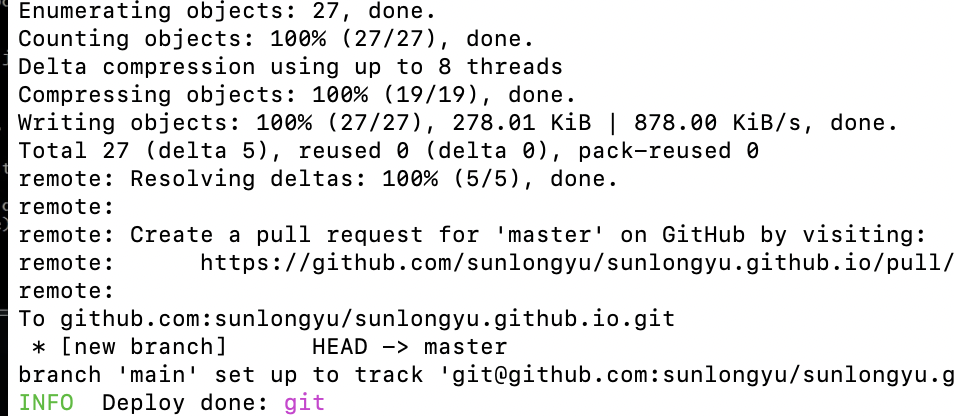 Enumerating objects: 27, done.
Counting objects: 100% (27/27), done.
Delta compression using up to 8 threads
Compressing objects: 100% (19/19), done.
Writing objects: 100% (27/27), 278.01 KiB | 878.00 KiB/s, done.
Total 27 (delta 5), reused 0 (delta 0), pack-reused 0
remote: Resolving deltas: 100% (5/5), done.
remote:
remote: Create a pull request for 'master' on GitHub by visiting:
remote:      https://github.com/sunlongyu/sunlongyu.github.io/pull/
remote:
To github.com:sunlongyu/sunlongyu.github.io.git
 * [new branch]      HEAD -> master
branch 'main' set up to track 'git@github.com:sunlongyu/sunlongyu.g
INFO  Deploy done: git